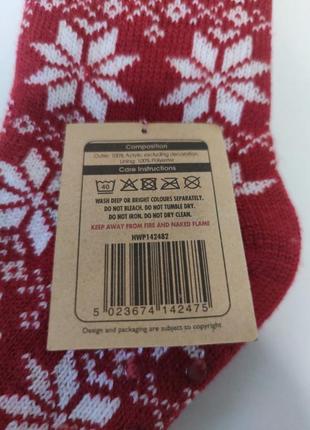 Composition
Outer: 100% Acrylic, excluding decoration.
Lining: 100% Polyester
Care Instructions
40
WASH DEEP OR BRIGHT COLOURS SEPARATELY.
DO NOT BLEACH. DO NOT TUMBLE DRY.
DO NOT IRON. DO NOT DRY CLEAN.
KEEP AWAY FROM FIRE AND NAKED FLAME
HWP142482
5 023674 142475
Design and packaging are subject to copyright